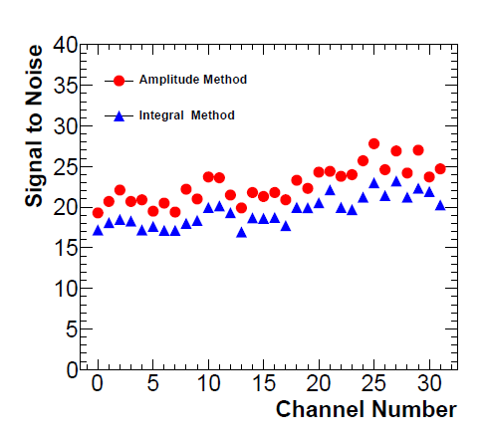 Signal to Noise
40
35
30
25
20
15
10
5
0
Amplitude Method
Integral Method
0 5 10 15 20 25 30
Channel Number